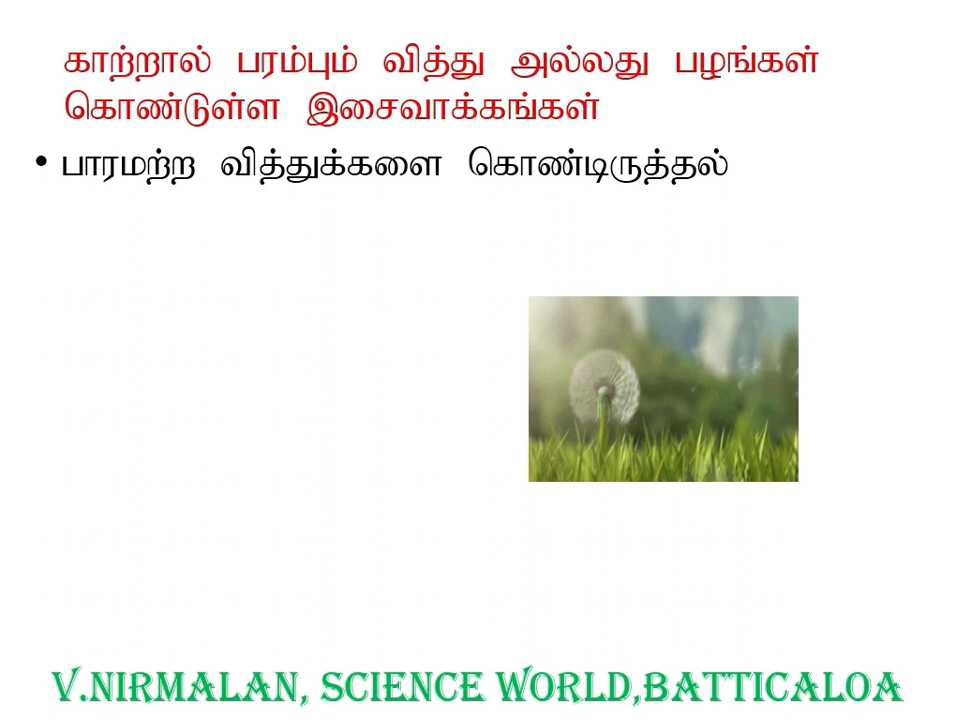 காற்றால் பரம்பும் வித்து அல்லது பழங்கள்
கொண்டுள்ள இசைவாக்கங்கள்
• பாரமற்ற வித்துக்களை கொண்டிருத்தல்
V.NIRMALAN, SCIENCE WORLD,BATTICALOA